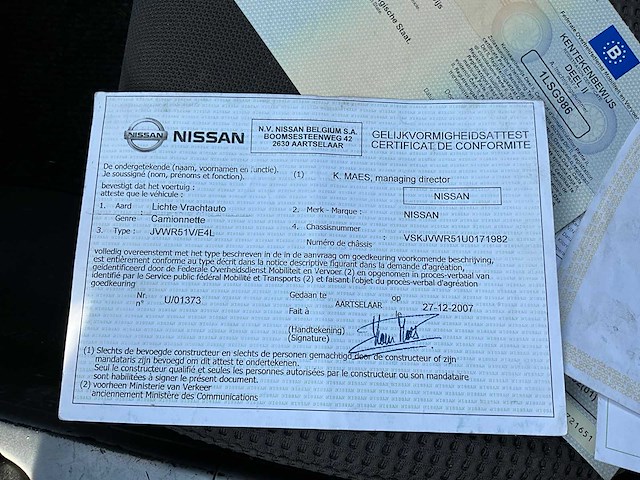 gische Staat.
KENTEKENBEWIJS
DEEL II
1LSG986
B
NISSAN NISSAN
N.V. NISSAN BELGIUM S.A.
BOOMSESTEENWEG 42
2630 AARTSELAAR
GELIJKVORMIGHEIDSATTEST
CERTIFICAT DE CONFORMITE
De ondergetekende (naam, voornamen en functie).
Je soussigné (nom, prénoms et fonction).
(1) K. MAES, managing director
bevestigt dat het voertuig :
atteste que le véhicule :
NISSAN
1. Aard Lichte Vrachtauto
Genre Camionnette
2. Merk - Marque : NISSAN
3. Type : JVWR51V/E4L
4. Chassisnummer
Numéro de châssis VSKJVWR51U0171982
volledig overeenstemt met het type beschreven in de in aanvraag om goedkeuring voorkomende beschrijving,
est entièrement conforme au type décrit dans la notice descriptive figurant dans la demande d'agréation,
geïdentificeerd door de Federale Overheidsdienst Mobiliteit en Vervoer (2) en opgenomen in proces-verbaal van
identifié par le Service public fédéral Mobilité et Transports (2) et faisant l'objet du procès-verbal d'agréation
goedkeuring
Nr.
n° U/01373
Gedaan te
Fait à AARTSELAAR
op 27-12-2007
(Handtekening)
(Signature)
(1) Slechts de bevoegde constructeur en slechts de personen gemachigd door de constructeur of zijn
mandataris zijn bevoegd om dit attest te ondertekenen.
Seul le constructeur qualifié et seules les personnes autorisées par le constructeur ou son mandataire
sont habilitées à signer le présent document.
(2) voorheen Ministerie van Verkeer
anciennement Ministère des Communications
721651